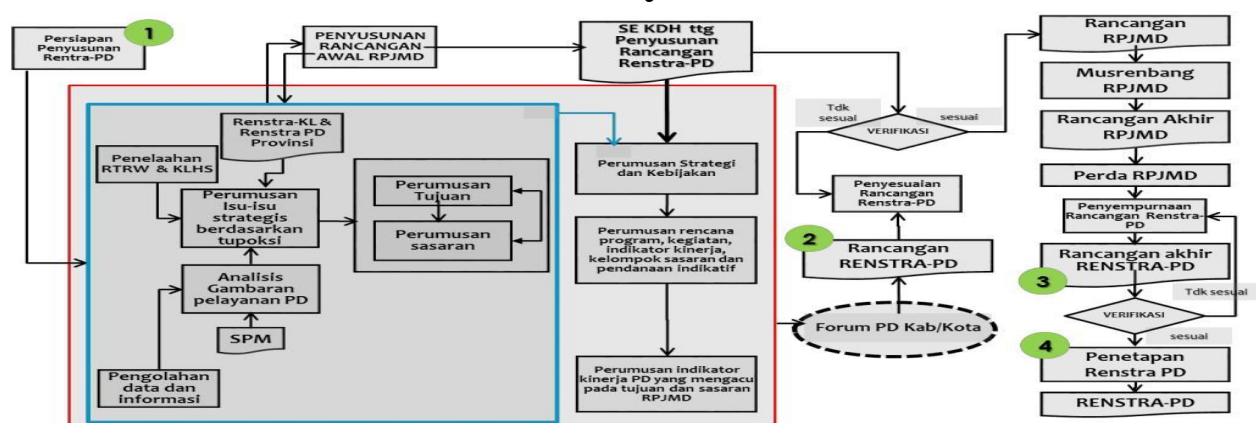 1
Persiapan
Penyusunan
Rentra-PD
PENYUSUNAN
RANCANGAN
AWAL RPJMD
SE KDH ttg
Penyusunan
Rancangan
Renstra-PD
Renstra-KL &
Renstra PD
Provinsi
Penelaahan
RTRW & KLHS
Perumusan
Isu-isu
strategis
berdasarkan
tupoksi
Perumusan
Tujuan
Perumusan
sasaran
Analisis
Gambaran
pelayanan PD
SPM
Pengolahan
data dan
informasi
Perumusan Strategi
dan Kebijakan
Perumusan rencana
program, kegiatan,
indikator kinerja,
kelompok sasaran dan
pendanaan indikatif
Perumusan indikator
kinerja PD yang mengacu
pada tujuan dan sasaran
RPJMD
Tdk
sesuai
sesuai
VERIFIKASI
Penyesuaian
Rancangan
Renstra-PD
2
Rancangan
RENSTRA-PD
Forum PD Kab/Kota
Rancangan
RPJMD
Musrenbang
RPJMD
Rancangan Akhir
RPJMD
Perda RPJMD
Penyempurnaan
Rancangan Renstra-
PD
Rancangan akhir
RENSTRA-PD
3
Tdk sesuai
VERIFIKASI
sesuai
4
Penetapan
Renstra PD
RENSTRA-PD